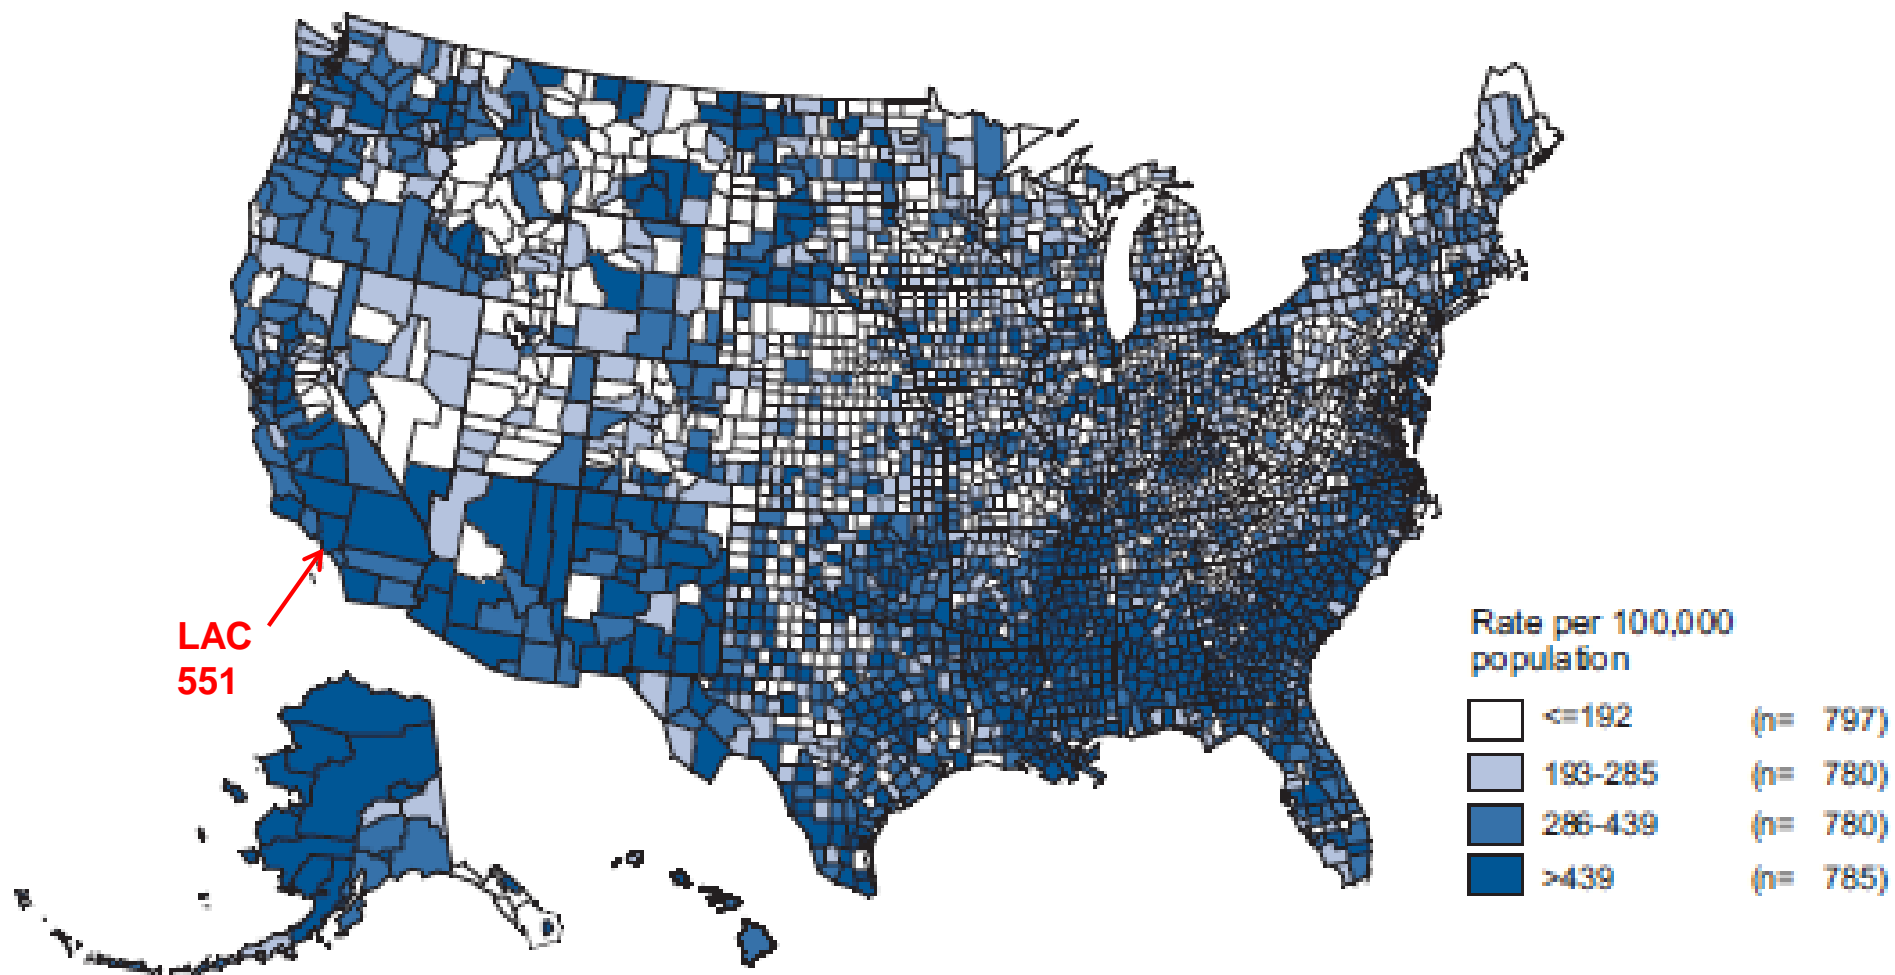 LAC
551
Rate per 100,000
population
<=192 (n= 797)
193-285 (n= 780)
286-439 (n= 780)
>439 (n= 785)